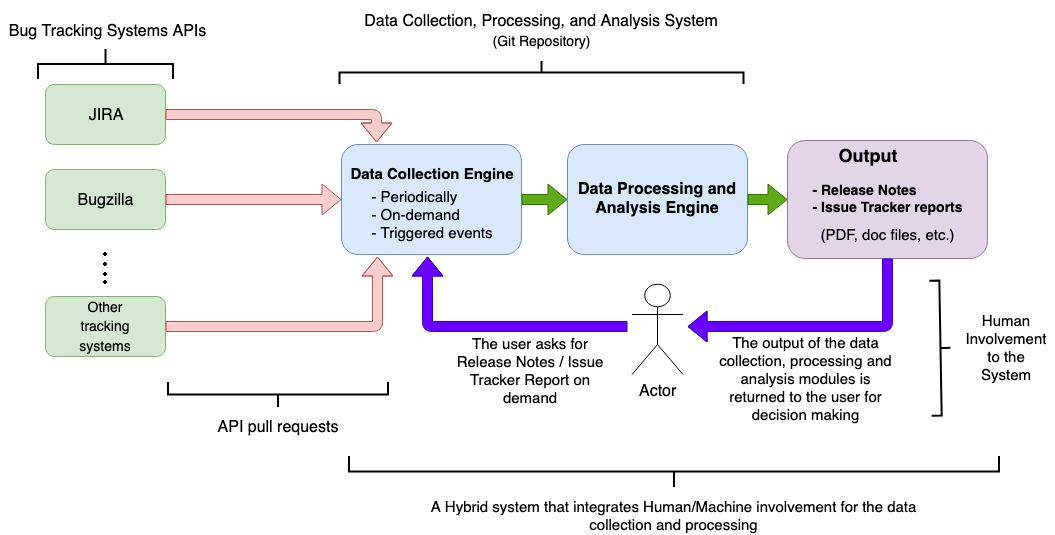 Bug Tracking Systems APIs
Data Collection, Processing, and Analysis System
(Git Repository)
JIRA
Bugzilla
Other
tracking
systems
Data Collection Engine
- Periodically
- On-demand
- Triggered events
Data Processing and
Analysis Engine
Output
- Release Notes
- Issue Tracker reports
(PDF, doc files, etc.)
The user asks for
Release Notes / Issue
Tracker Report on
demand
Actor
The output of the data
collection, processing and
analysis modules is
returned to the user for
decision making
Human
Involvement
to the
System
API pull requests
A Hybrid system that integrates Human/Machine involvement for the data
collection and processing